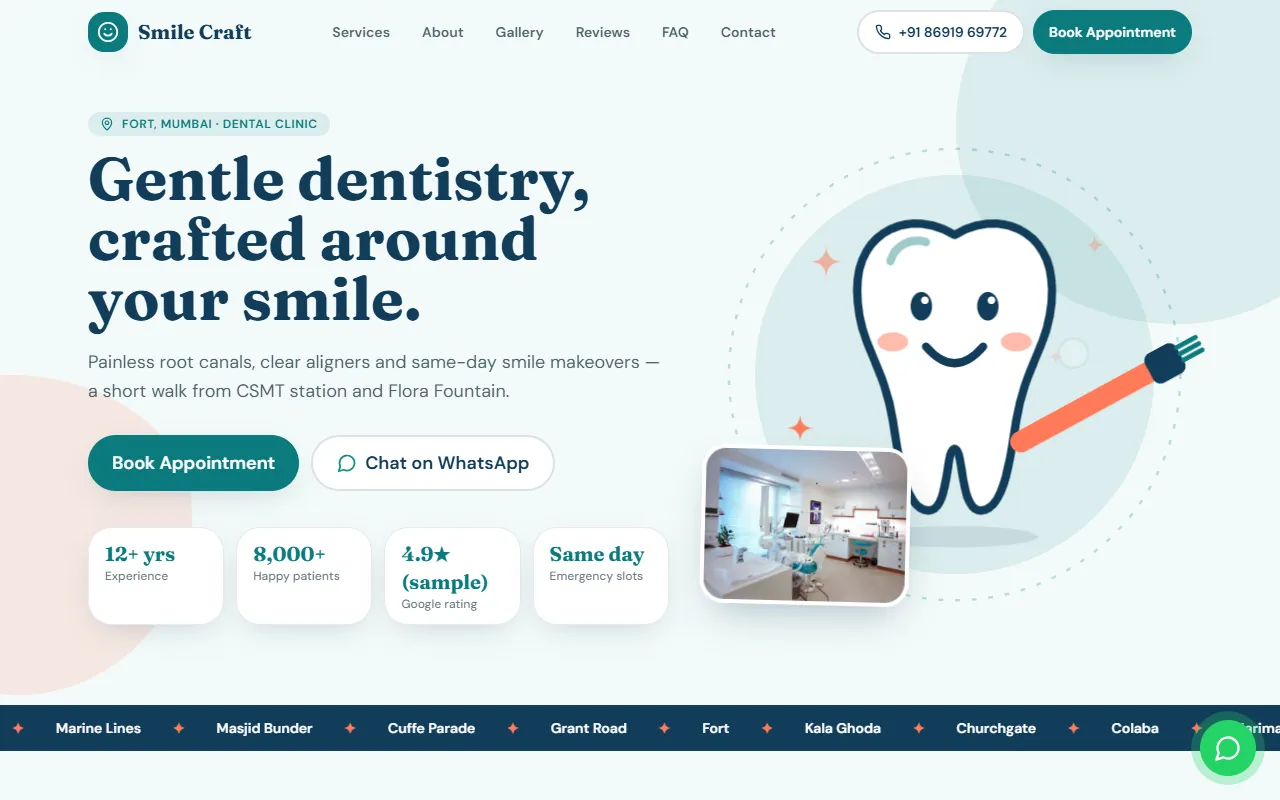 Smile Craft
Services
About
Gallery
Reviews
FAQ
Contact
+91 86919 69772
Book Appointment
FORT, MUMBAI · DENTAL CLINIC
Gentle dentistry,
crafted around
your smile.
Painless root canals, clear aligners and same-day smile makeovers —
a short walk from CSMT station and Flora Fountain.
Book Appointment
Chat on WhatsApp
12+ yrs
Experience
8,000+
Happy patients
4.9★
(sample)
Google rating
Same day
Emergency slots
✦ Marine Lines ✦ Masjid Bunder ✦ Cuffe Parade ✦ Grant Road ✦ Fort ✦ Kala Ghoda ✦ Churchgate ✦ Colaba ✦